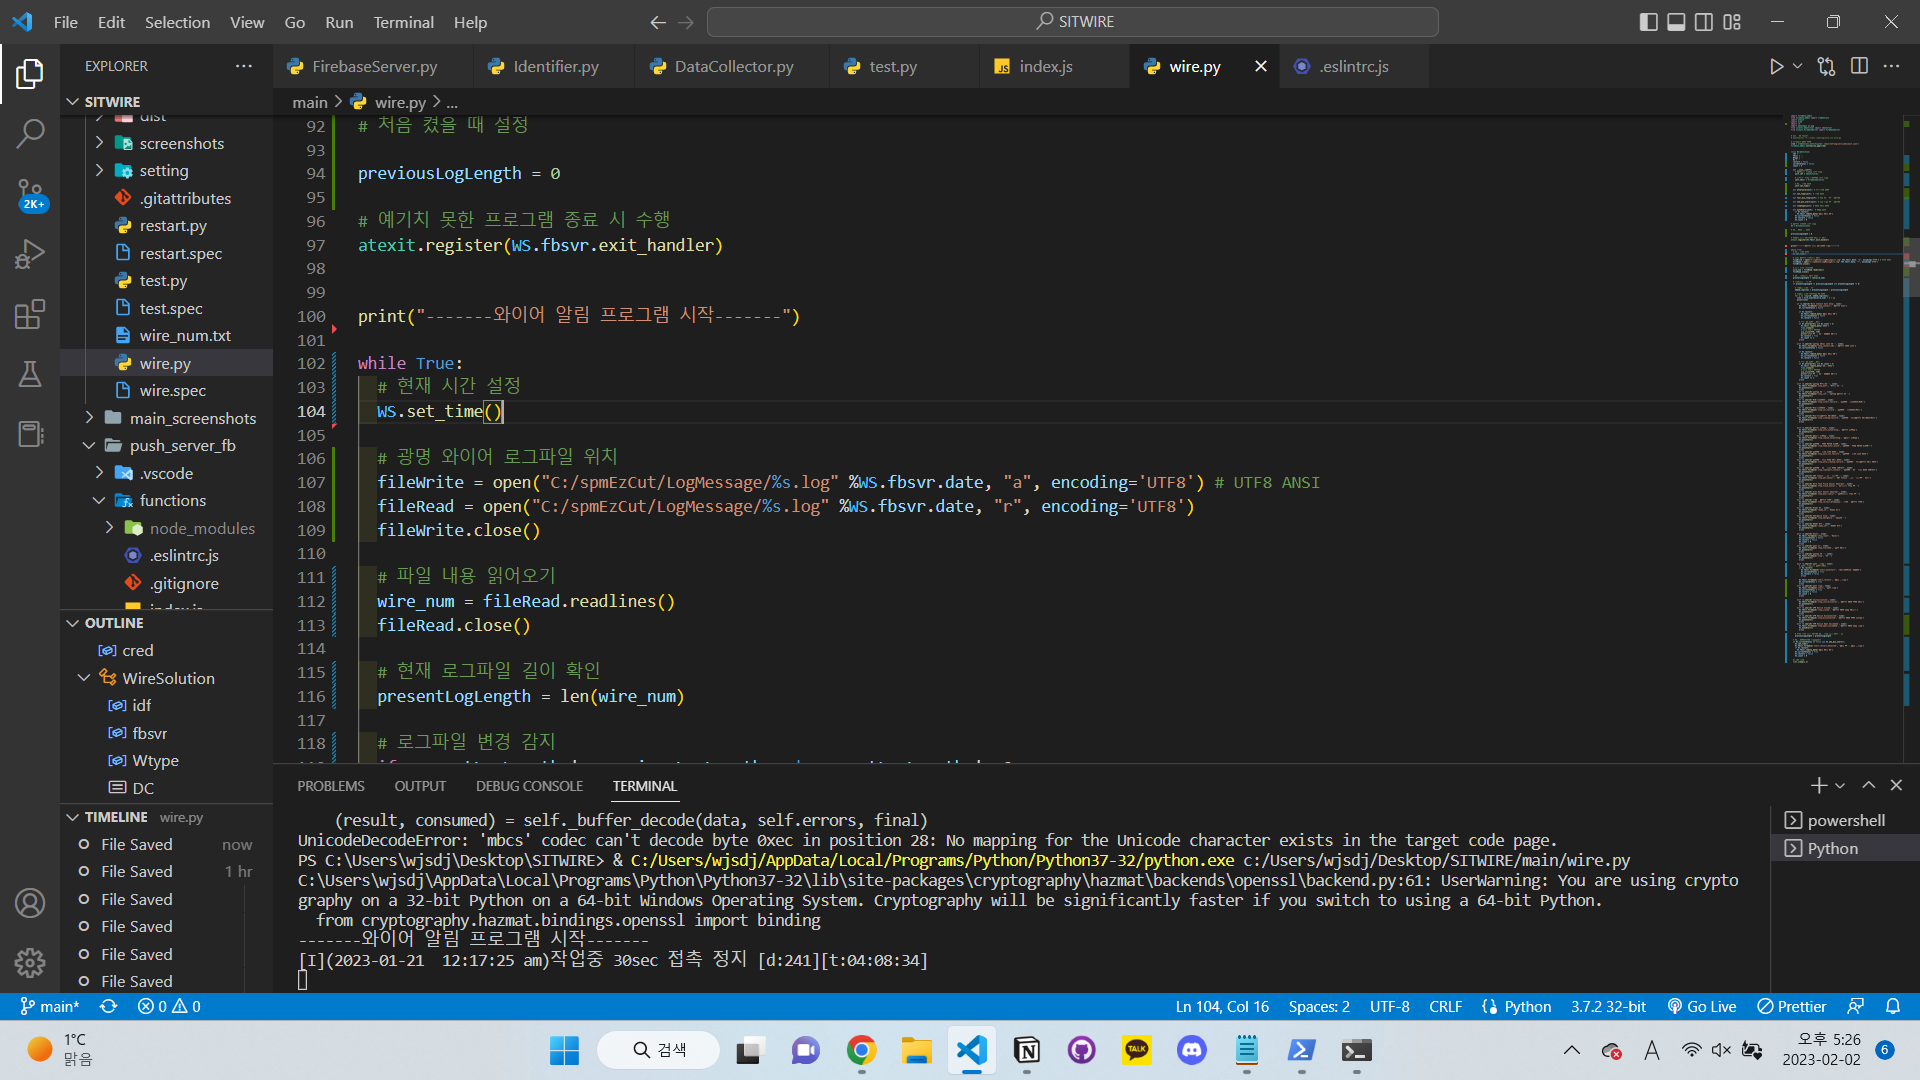 File Edit Selection View Go Run Terminal Help
SITWIRE
EXPLORER
FirebaseServer.py
Identifier.py
DataCollector.py
test.py
index.js
wire.py
.eslintrc.js
main > wire.py > ...
SITWIRE
dist
screenshots
setting
.gitattributes
restart.py
restart.spec
test.py
test.spec
wire_num.txt
wire.py
wire.spec
main_screenshots
push_server_fb
.vscode
functions
node_modules
.eslintrc.js
.gitignore
index.js
2K+
OUTLINE
cred
WireSolution
idf
fbsvr
Wtype
DC
TIMELINE wire.py
File Saved now
File Saved 1 hr
File Saved
File Saved
File Saved
File Saved
92 # 처음 켰을 때 설정
93
94 previousLogLength = 0
95
96 # 예기치 못한 프로그램 종료 시 수행
97 atexit.register(WS.fbsvr.exit_handler)
98
99
100 print("-------와이어 알림 프로그램 시작-------")
101
102 while True:
103 # 현재 시간 설정
104 WS.set_time()
105
106 # 광명 와이어 로그파일 위치
107 fileWrite = open("C:/spmEzCut/LogMessage/%s.log" %WS.fbsvr.date, "a", encoding='UTF8') # UTF8 ANSI
108 fileRead = open("C:/spmEzCut/LogMessage/%s.log" %WS.fbsvr.date, "r", encoding='UTF8')
109 fileWrite.close()
110
111 # 파일 내용 읽어오기
112 wire_num = fileRead.readlines()
113 fileRead.close()
114
115 # 현재 로그파일 길이 확인
116 presentLogLength = len(wire_num)
117
118 # 로그파일 변경 감지
PROBLEMS OUTPUT DEBUG CONSOLE TERMINAL
(result, consumed) = self._buffer_decode(data, self.errors, final)
UnicodeDecodeError: 'mbcs' codec can't decode byte 0xec in position 28: No mapping for the Unicode character exists in the target code page.
PS C:\Users\wjsdj\Desktop\SITWIRE> & C:/Users/wjsdj/AppData/Local/Programs/Python/Python37-32/python.exe c:/Users/wjsdj/Desktop/SITWIRE/main/wire.py
C:\Users\wjsdj\AppData\Local\Programs\Python\Python37-32\lib\site-packages\cryptography\hazmat\backends\openssl\backend.py:61: UserWarning: You are using crypto
graphy on a 32-bit Python on a 64-bit Windows Operating System. Cryptography will be significantly faster if you switch to using a 64-bit Python.
from cryptography.hazmat.bindings.openssl import binding
-------와이어 알림 프로그램 시작-------
[I](2023-01-21  12:17:25 am)작업중 30sec 접촉 정지 [d:241][t:04:08:34]
powershell
Python
main* 0 0
Ln 104, Col 16 Spaces: 2 UTF-8 CRLF Python 3.7.2 32-bit Go Live Prettier
1°C
맑음
검색
TALK
A
오후 5:26
2023-02-02
6